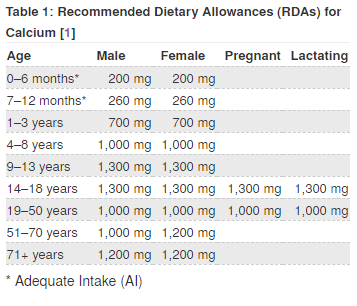 Table 1: Recommended Dietary Allowances (RDAs) for
Calcium [1]
Age Male Female Pregnant Lactating
0–6 months* 200 mg 200 mg
7–12 months* 260 mg 260 mg
1–3 years 700 mg 700 mg
4–8 years 1,000 mg 1,000 mg
9–13 years 1,300 mg 1,300 mg
14–18 years 1,300 mg 1,300 mg 1,300 mg 1,300 mg
19–50 years 1,000 mg 1,000 mg 1,000 mg 1,000 mg
51–70 years 1,000 mg 1,200 mg
71+ years 1,200 mg 1,200 mg
* Adequate Intake (AI)